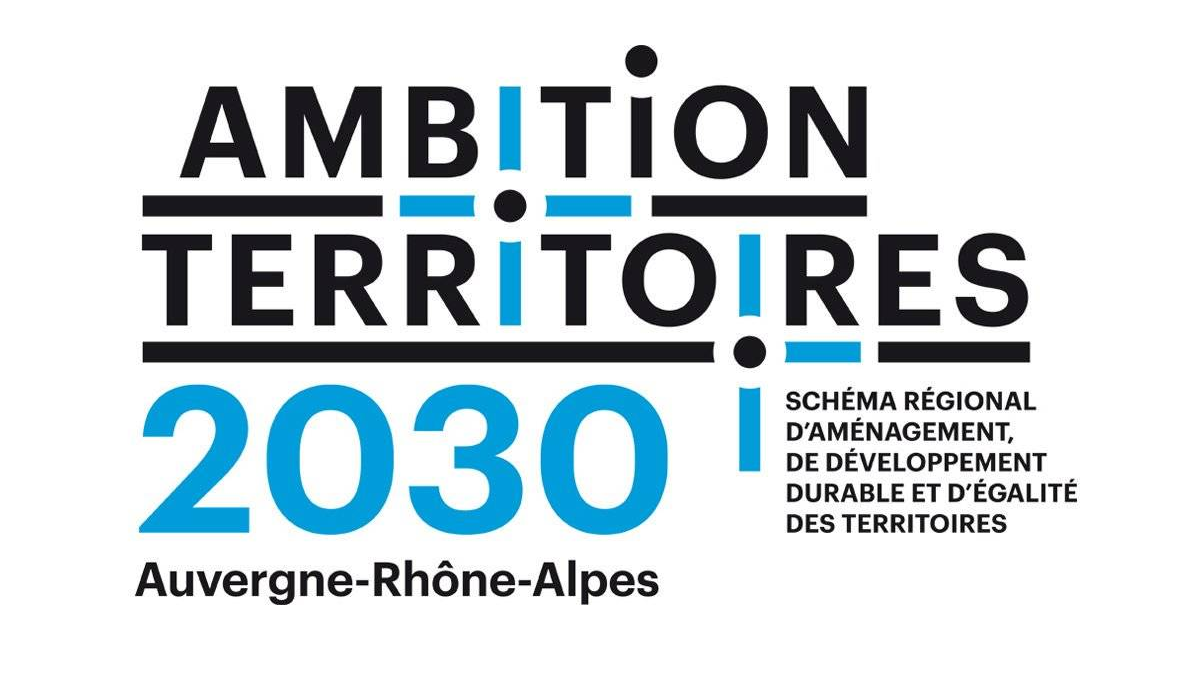 AMBITION
TERRITOIRES
2030
SCHÉMA RÉGIONAL
D’AMÉNAGEMENT,
DE DÉVELOPPEMENT
DURABLE ET D’ÉGALITÉ
DES TERRITOIRES
Auvergne-Rhône-Alpes